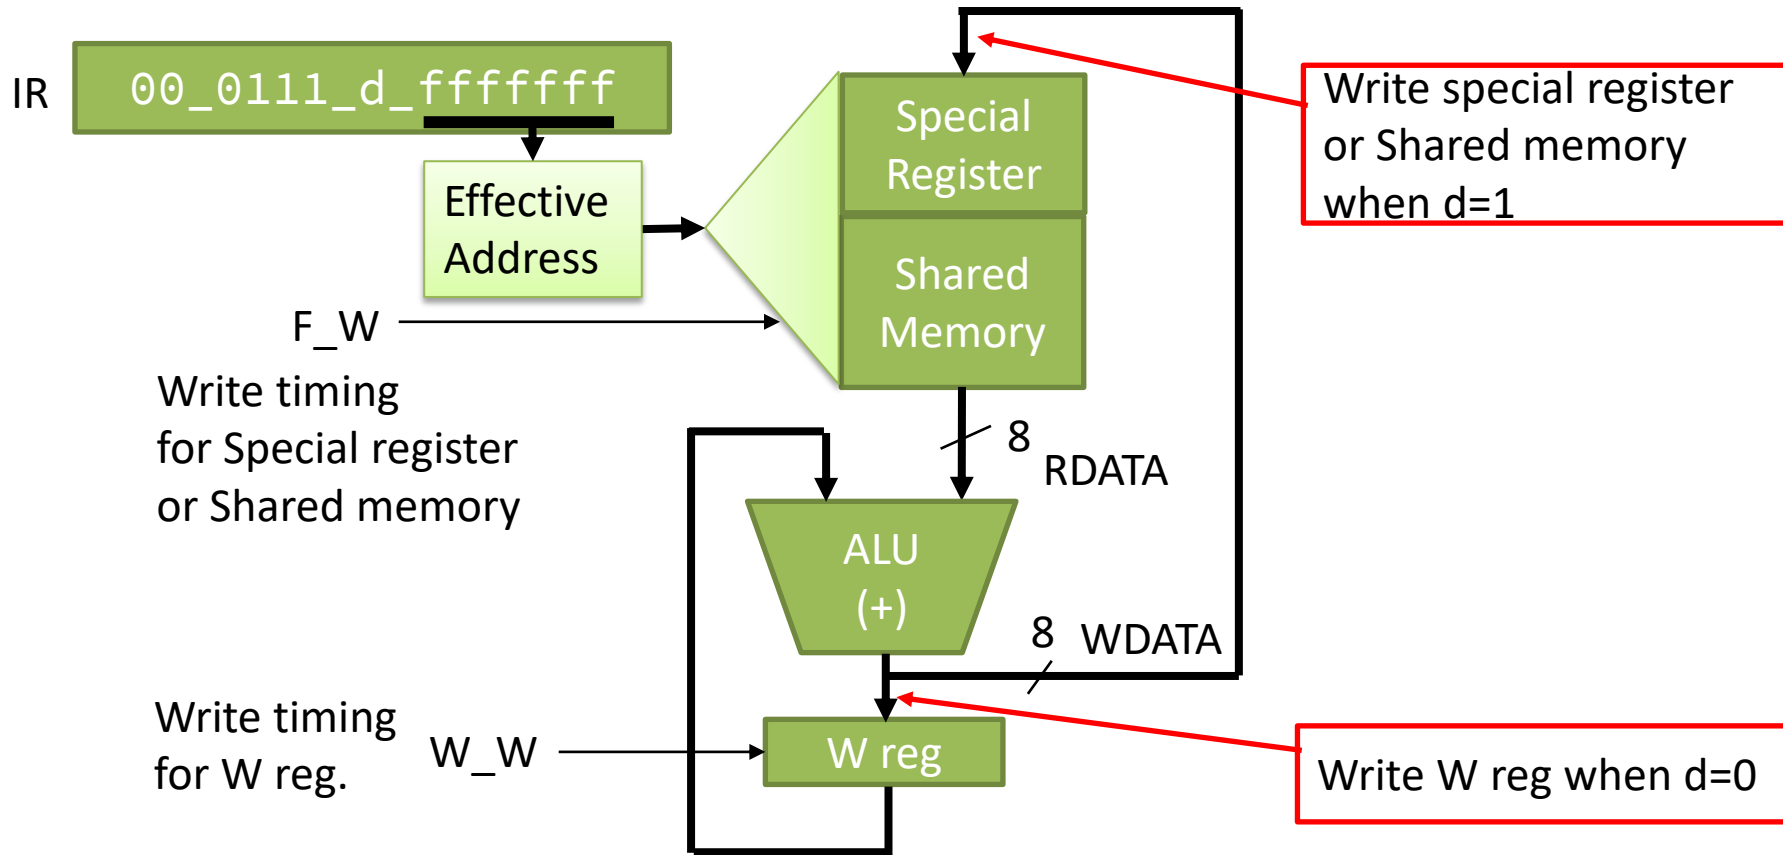 IR
00_0111_d_fffffff
Effective
Address
Special
Register
Shared
Memory
Write special register
or Shared memory
when d=1
F_W
Write timing
for Special register
or Shared memory
8
RDATA
ALU
(+)
8
WDATA
Write timing
for W reg.
W_W
W reg
Write W reg when d=0